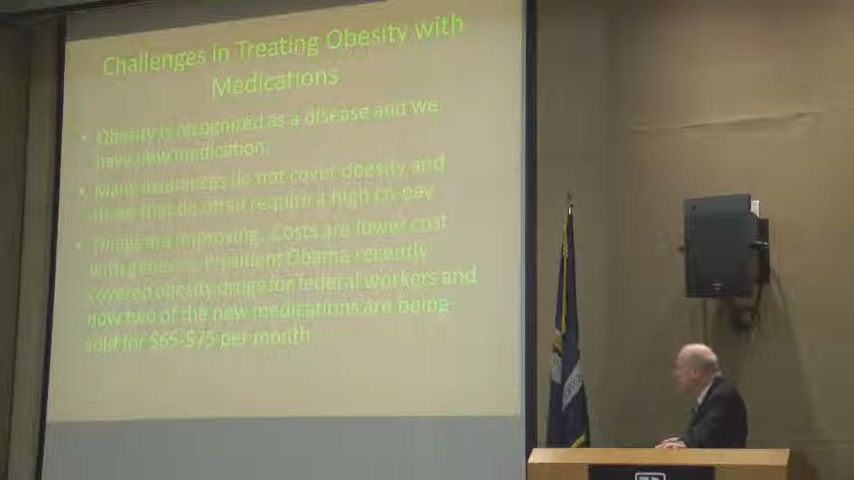 Challenges in Treating Obesity with
Medications
• Obesity is recognized as a disease and we
have new medication.
• Many insurances do not cover obesity and
those that do often require a high co-pay
• Things are improving. Costs are lower cost
with generic. President Obama recently
covered obesity drugs for federal workers and
now two of the new medications are being
sold for $65-$75 per month